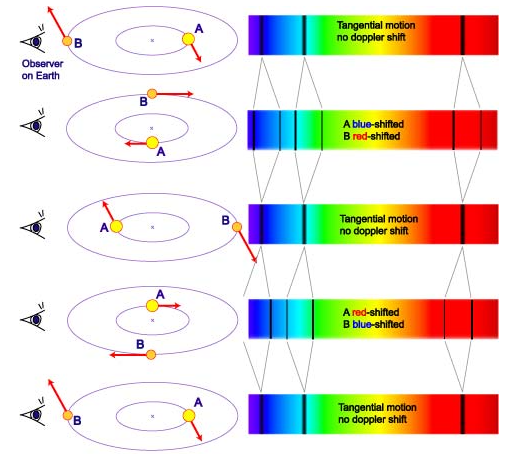 A
B
Observer
on Earth
Tangential motion
no doppler shift
B
A
A blue-shifted
B red-shifted
A
B
Tangential motion
no doppler shift
A
B
A red-shifted
B blue-shifted
A
B
Tangential motion
no doppler shift